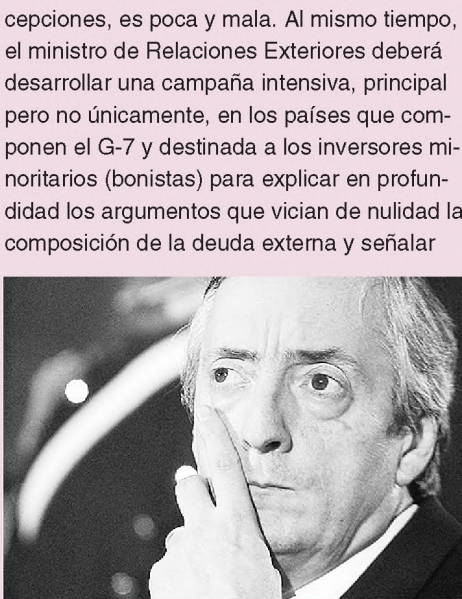 cepciones, es poca y mala. Al mismo tiempo,
el ministro de Relaciones Exteriores deberá
desarrollar una campaña intensiva, principal
pero no únicamente, en los países que com-
ponen el G-7 y destinada a los inversores mi-
noritarios (bonistas) para explicar en profun-
didad los argumentos que vician de nulidad la
composición de la deuda externa y señalar